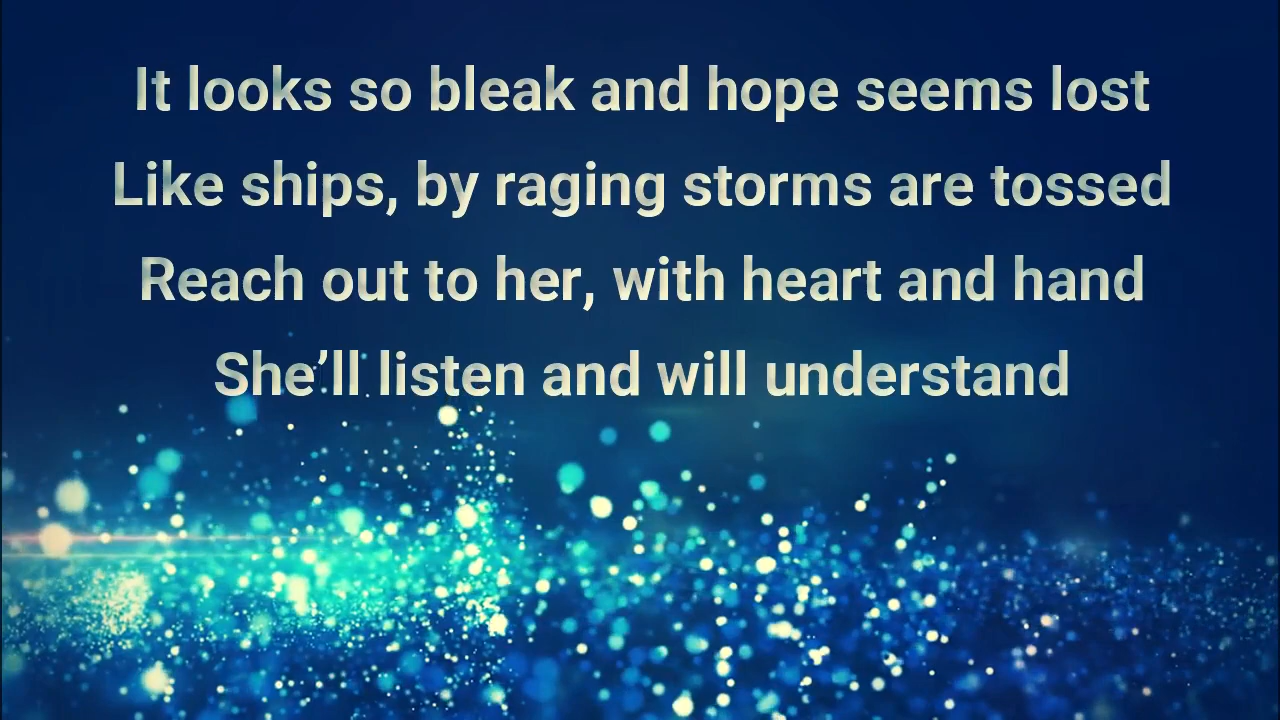 It looks so bleak and hope seems lost
Like ships, by raging storms are tossed
Reach out to her, with heart and hand
She’ll listen and will understand